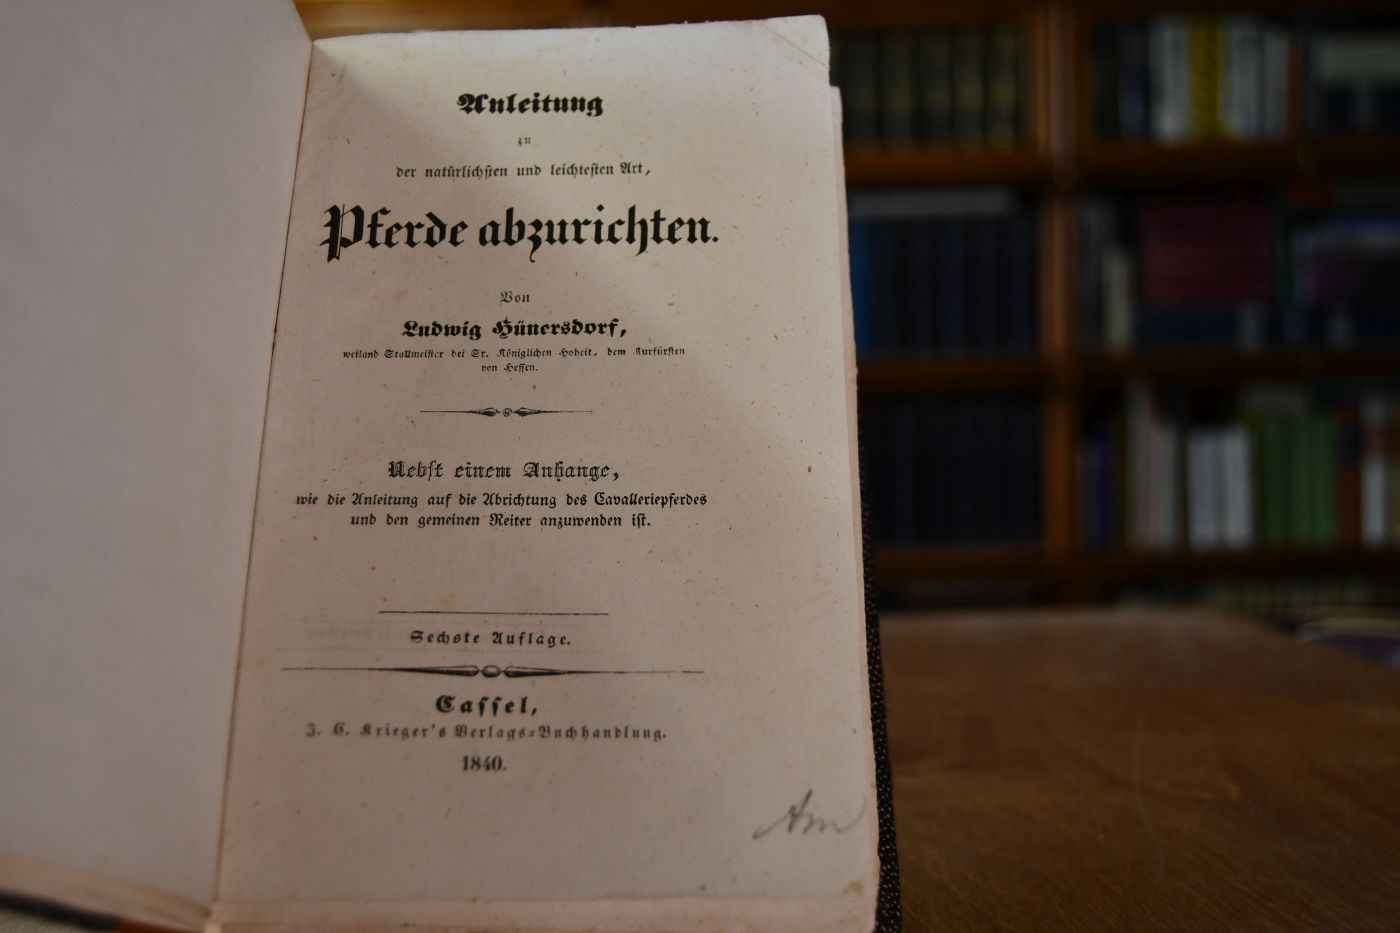 Anleitung
zu
der natürlichsten und leichtesten Art,
Pferde abzurichten.
Von
Ludwig Hünersdorf,
weiland Stallmeister bei Sr. Königlichen Hoheit, dem Kurfürsten
von Hessen.
Nebst einem Anhange,
wie die Anleitung auf die Abrichtung des Cavalleriepferdes
und den gemeinen Reiter anzuwenden ist.
Sechste Auflage.
Cassel,
J. C. Krieger's Verlags-Buchhandlung.
1840.